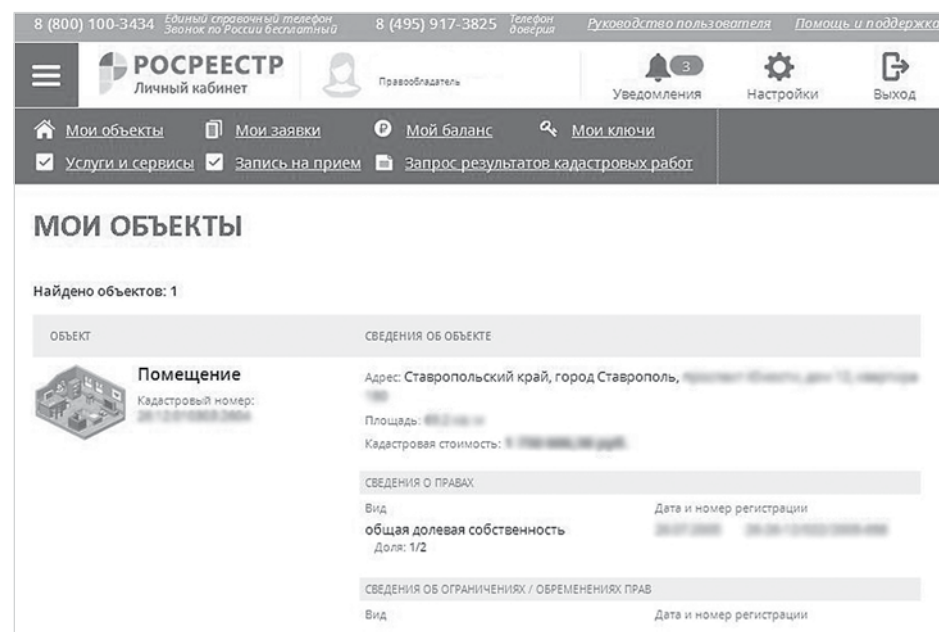 8 (800) 100-3434 Единый справочный телефон Звонок по России бесплатный 8 (495) 917-3825 Телефон доверия Руководство пользователя Помощь и поддержка
РОСРЕЕСТР
Личный кабинет
Правообладатель
3
Уведомления Настройки Выход
Мои объекты Мои заявки Мой баланс Мои ключи
Услуги и сервисы Запись на прием Запрос результатов кадастровых работ
МОИ ОБЪЕКТЫ
Найдено объектов: 1
ОБЪЕКТ СВЕДЕНИЯ ОБ ОБЪЕКТЕ
Помещение
Кадастровый номер:
Адрес: Ставропольский край, город Ставрополь,
Площадь:
Кадастровая стоимость:
СВЕДЕНИЯ О ПРАВАХ
Вид Дата и номер регистрации
общая долевая собственность
Доля: 1/2
СВЕДЕНИЯ ОБ ОГРАНИЧЕНИЯХ / ОБРЕМЕНЕНИЯХ ПРАВ
Вид Дата и номер регистрации